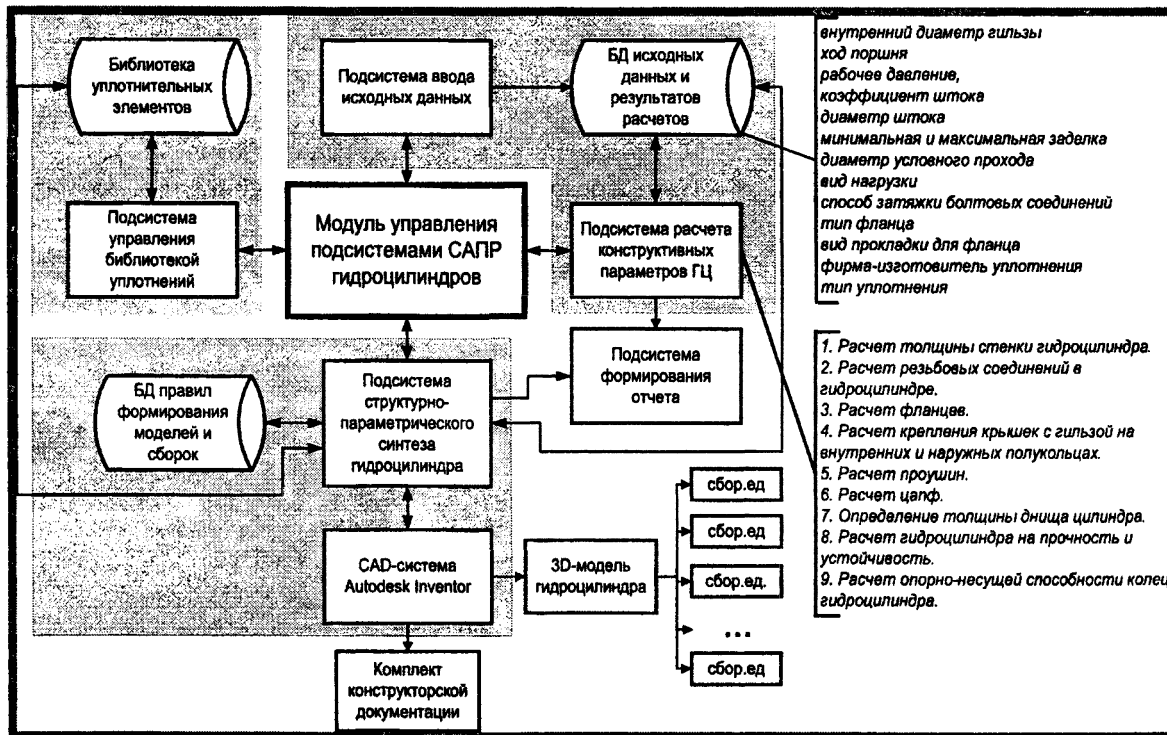 Библиотека
уплотнительных
элементов
Подсистема ввода
исходных данных
БД исходных
данных и
результатов
расчетов
внутренний диаметр гильзы
ход поршня
рабочее давление,
коэффициент штока
диаметр штока
минимальная и максимальная заделка
диаметр условного прохода
вид нагрузки
способ затяжки болтовых соединений
тип фланца
вид прокладки для фланца
фирма-изготовитель уплотнения
тип уплотнения
Подсистема
управления
библиотекой
уплотнений
Модуль управления
подсистемами САПР
гидроцилиндров
Подсистема расчета
конструктивных
параметров ГЦ
БД правил
формирования
моделей и
сборок
Подсистема
структурно-
параметрического
синтеза
гидроцилиндра
Подсистема
формирования
отчета
1. Расчет толщины стенки гидроцилиндра.
2. Расчет резьбовых соединений в
гидроцилиндре.
3. Расчет фланцев.
4. Расчет крепления крышек с гильзой на
внутренних и наружных полукольцах.
5. Расчет проушин.
6. Расчет цапф.
7. Определение толщины днища цилиндра.
8. Расчет гидроцилиндра на прочность и
устойчивость.
9. Расчет опорно-несущей способности колец
гидроцилиндра.
CAD-система
Autodesk Inventor
3D-модель
гидроцилиндра
сбор.ед
сбор.ед
сбор.ед.
...
сбор.ед
Комплект
конструкторской
документации